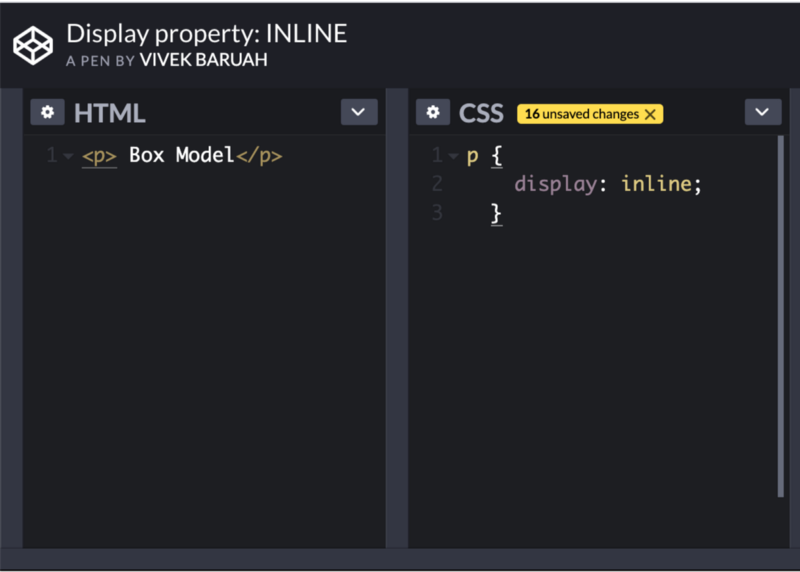 Display property: INLINE
A PEN BY VIVEK BARUAH
HTML
1 <p> Box Model</p>
CSS 16 unsaved changes X
1 p {
2 display: inline;
3 }